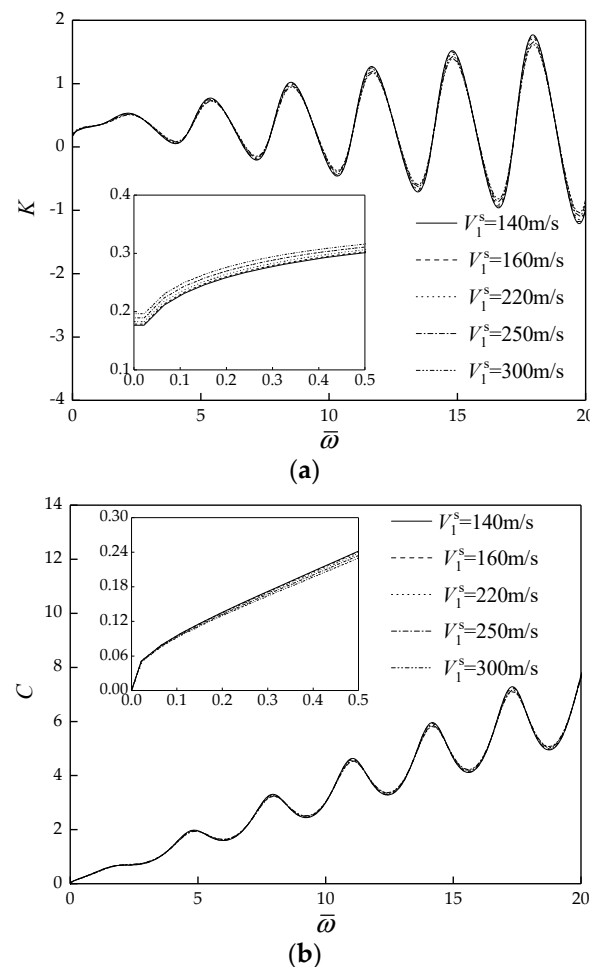 2
1
0
-1
-2
-3
-4
K
0.4
0.3
0.2
0.1
0.0 0.1 0.2 0.3 0.4 0.5
V₁ˢ=140m/s
V₁ˢ=160m/s
V₁ˢ=220m/s
V₁ˢ=250m/s
V₁ˢ=300m/s
0 5 10 15 20
ω̅
(a)
14
12
10
8
6
4
2
0
C
0.30
0.24
0.18
0.12
0.06
0.00
0.0 0.1 0.2 0.3 0.4 0.5
V₁ˢ=140m/s
V₁ˢ=160m/s
V₁ˢ=220m/s
V₁ˢ=250m/s
V₁ˢ=300m/s
0 5 10 15 20
ω̅
(b)